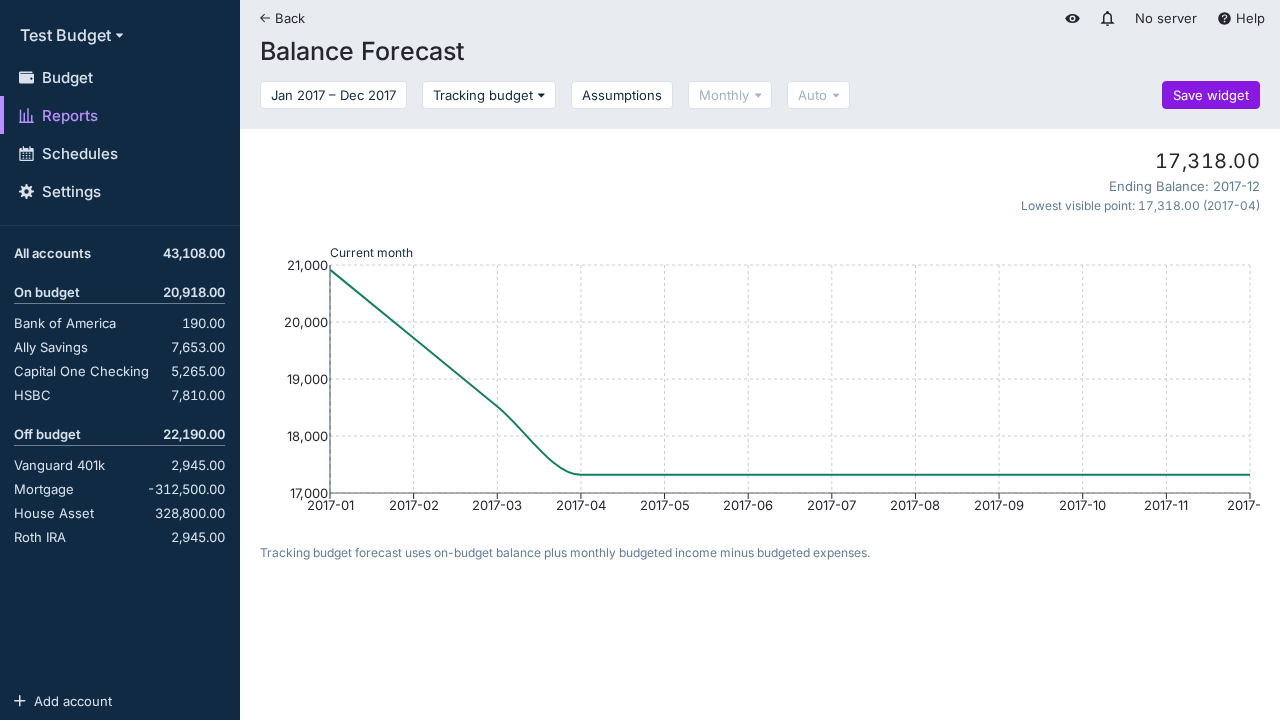 Test Budget
Budget
Reports
Schedules
Settings
All accounts 43,108.00
On budget 20,918.00
Bank of America 190.00
Ally Savings 7,653.00
Capital One Checking 5,265.00
HSBC 7,810.00
Off budget 22,190.00
Vanguard 401k 2,945.00
Mortgage -312,500.00
House Asset 328,800.00
Roth IRA 2,945.00
Add account
Back
No server
Help
Balance Forecast
Jan 2017 – Dec 2017
Tracking budget
Assumptions
Monthly
Auto
Save widget
17,318.00
Ending Balance: 2017-12
Lowest visible point: 17,318.00 (2017-04)
Current month
21,000
20,000
19,000
18,000
17,000
2017-01 2017-02 2017-03 2017-04 2017-05 2017-06 2017-07 2017-08 2017-09 2017-10 2017-11 2017-
Tracking budget forecast uses on-budget balance plus monthly budgeted income minus budgeted expenses.